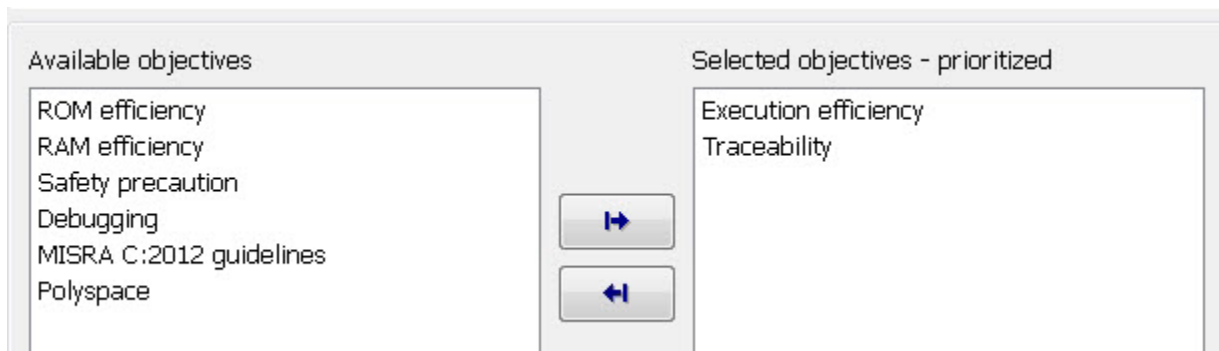 Available objectives
ROM efficiency
RAM efficiency
Safety precaution
Debugging
MISRA C:2012 guidelines
Polyspace
Selected objectives - prioritized
Execution efficiency
Traceability